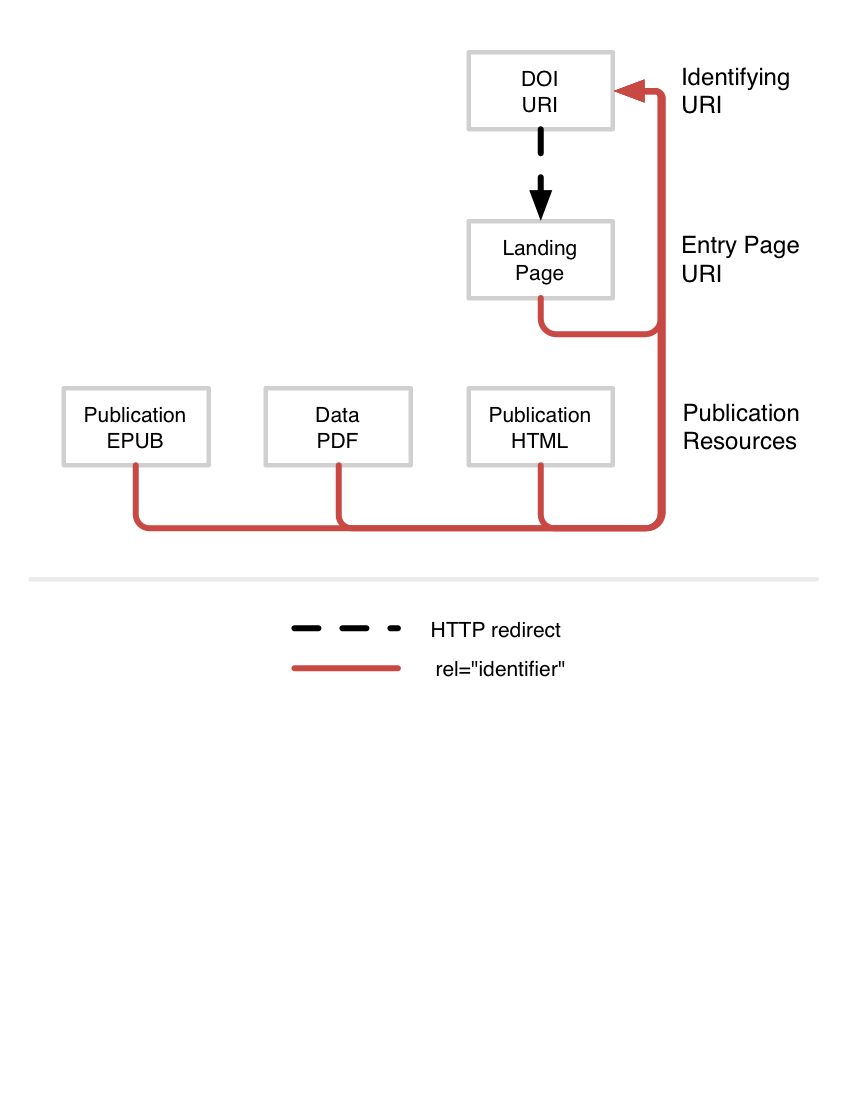 DOI
URI
Identifying
URI
Landing
Page
Entry Page
URI
Publication
EPUB
Data
PDF
Publication
HTML
Publication
Resources
HTTP redirect
rel="identifier"